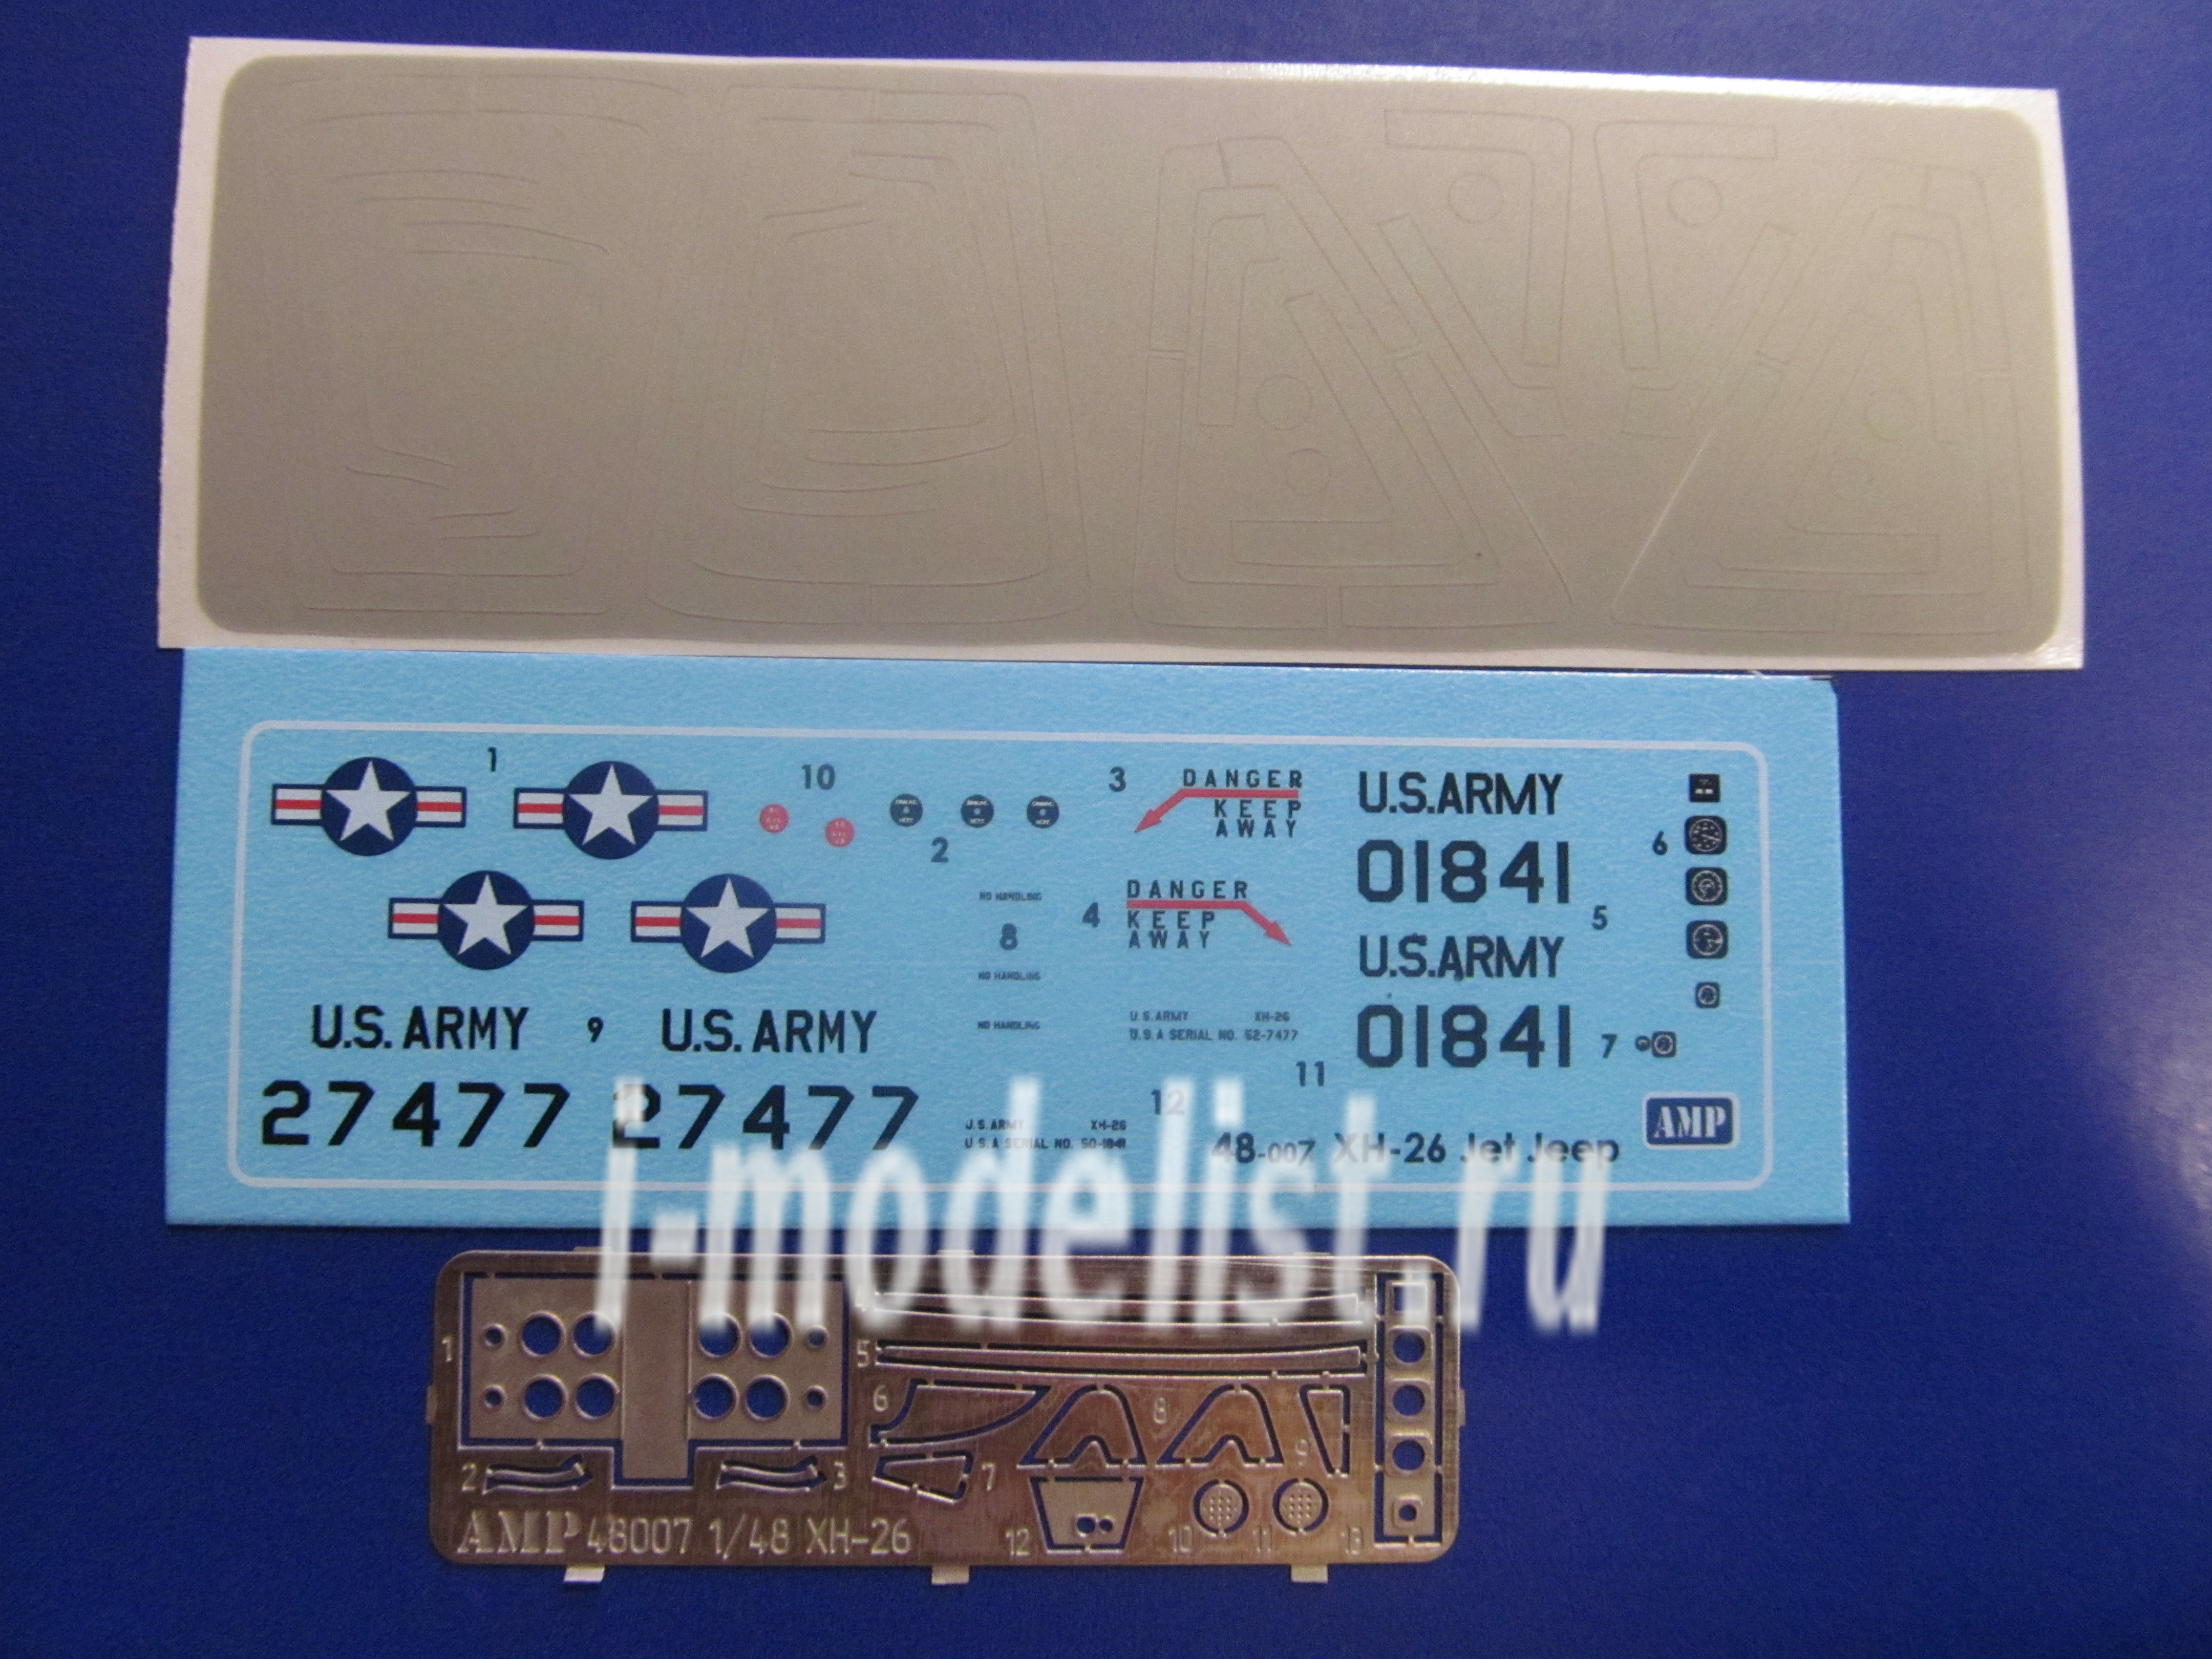 1
10
2
3
DANGER
KEEP
AWAY
U.S.ARMY
01841
6
NO HANDLING
8
NO HANDLING
NO HANDLING
4
DANGER
KEEP
AWAY
5
U.S.ARMY
01841
7
U.S. ARMY
9
U.S. ARMY
27477
27477
U.S.ARMY XH-26
U.S.A SERIAL NO. 52-7477
11
12
U.S.ARMY XH-26
U.S.A SERIAL NO. 50-1841
48-007 XH-26 Jet Jeep
AMP
i-modelist.ru
1
5
6
8
9
2
3
7
12
10
11
13
AMP 48007 1/48 XH-26